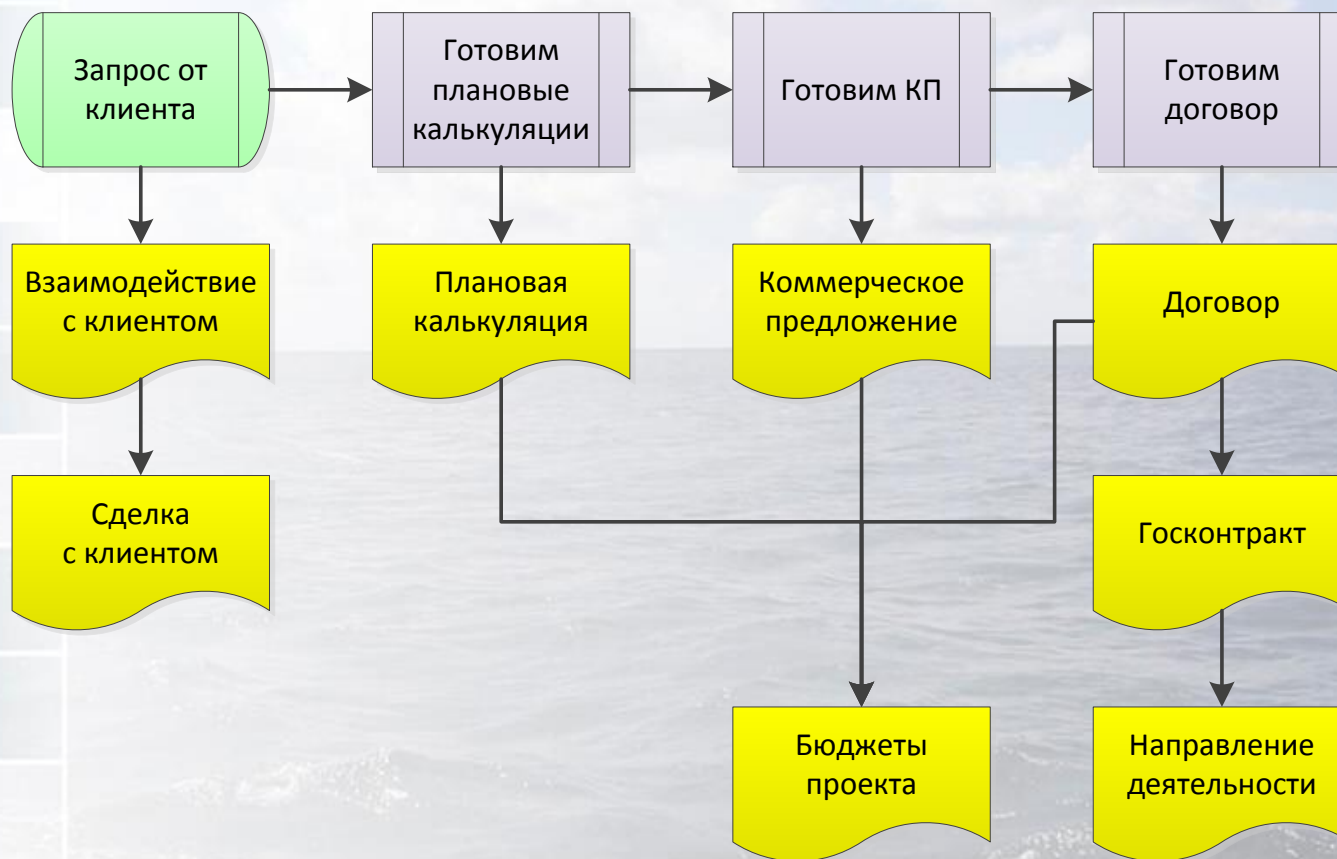 Запрос от
клиента
Готовим
плановые
калькуляции
Готовим КП
Готовим
договор
Взаимодействие
с клиентом
Плановая
калькуляция
Коммерческое
предложение
Договор
Сделка
с клиентом
Госконтракт
Бюджеты
проекта
Направление
деятельности